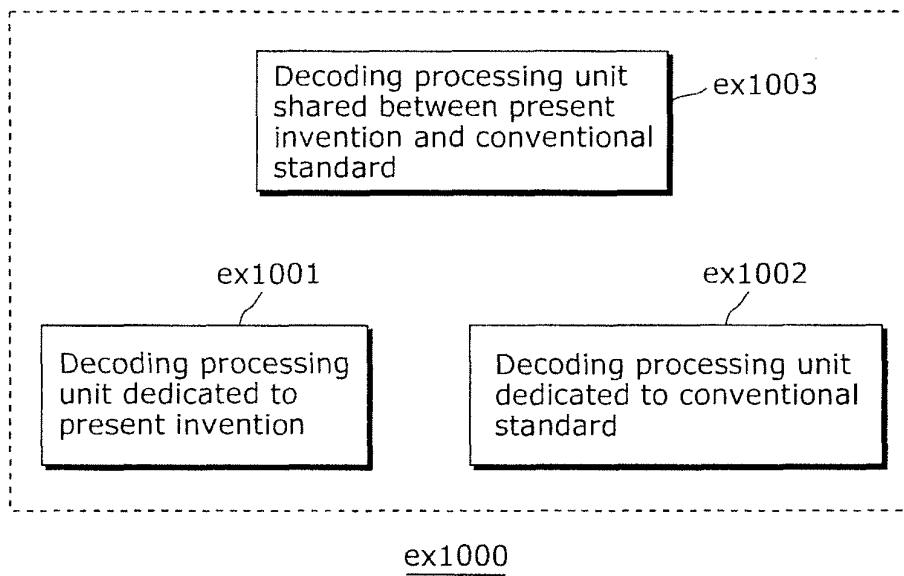 Decoding processing unit
shared between present
invention and conventional
standard
ex1003
ex1001
Decoding processing
unit dedicated to
present invention
ex1002
Decoding processing unit
dedicated to conventional
standard
ex1000